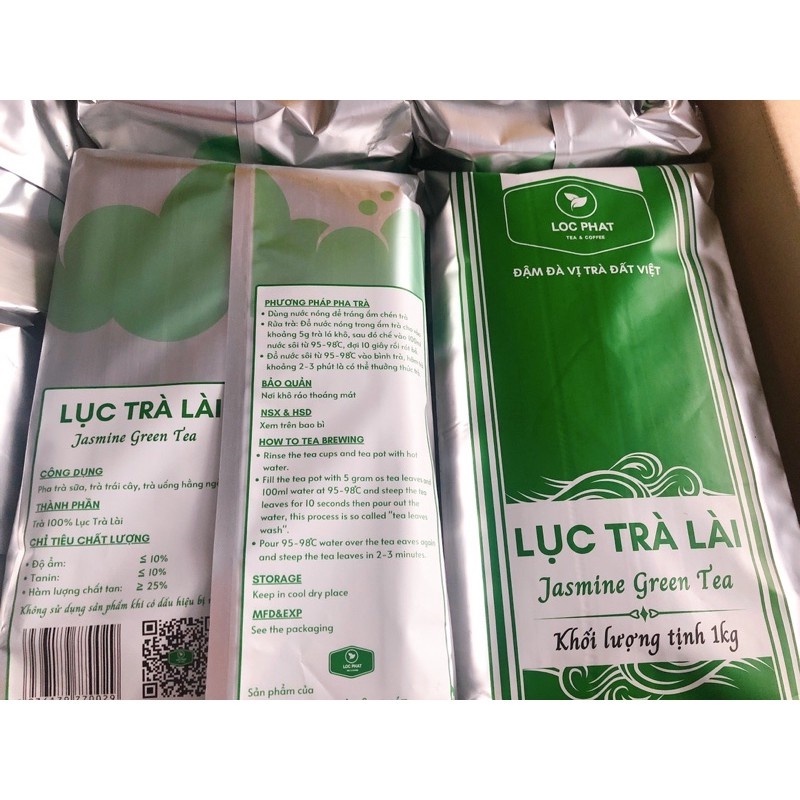 LỤC TRÀ LÀI
Jasmine Green Tea
CÔNG DỤNG
Pha trà sữa, trà trái cây, trà uống hằng
THÀNH PHẦN
Trà 100% Lục Trà Lài
CHỈ TIÊU CHẤT LƯỢNG
• Độ ẩm: ≤ 10%
• Tanin: ≤ 10%
• Hàm lượng chất tan: ≥ 25%
Không sử dụng sản phẩm khi có dấu hiệu bị
PHƯƠNG PHÁP PHA TRÀ
• Dùng nước nóng để tráng ấm chén trà
• Rửa trà: Đổ nước nóng trong ấm trà
khoảng 5g trà lá khô, sau đó chế vào 100ml
nước sôi từ 95-98℃, đợi 10 giây rồi
• Đổ nước sôi từ 95-98℃ vào bình trà,
khoảng 2-3 phút là có thể thưởng thức
BẢO QUẢN
Nơi khô ráo thoáng mát
NSX & HSD
Xem trên bao bì
HOW TO TEA BREWING
• Rinse the tea cups and tea pot with hot
water.
• Fill the tea pot with 5 gram os tea leaves and
100ml water at 95-98℃ and steep the tea
leaves for 10 seconds then pour out the
water, this process is so called "tea leaves
wash".
• Pour 95-98℃ water over the tea eaves again
and steep the tea leaves in 2-3 minutes.
STORAGE
Keep in cool dry place
MFD&EXP
See the packaging
LOC PHAT
Sản phẩm của
LOC PHAT
TEA & COFFEE
ĐẬM ĐÀ VỊ TRÀ ĐẤT VIỆT
LỤC TRÀ LÀI
Jasmine Green Tea
Khối lượng tịnh 1kg